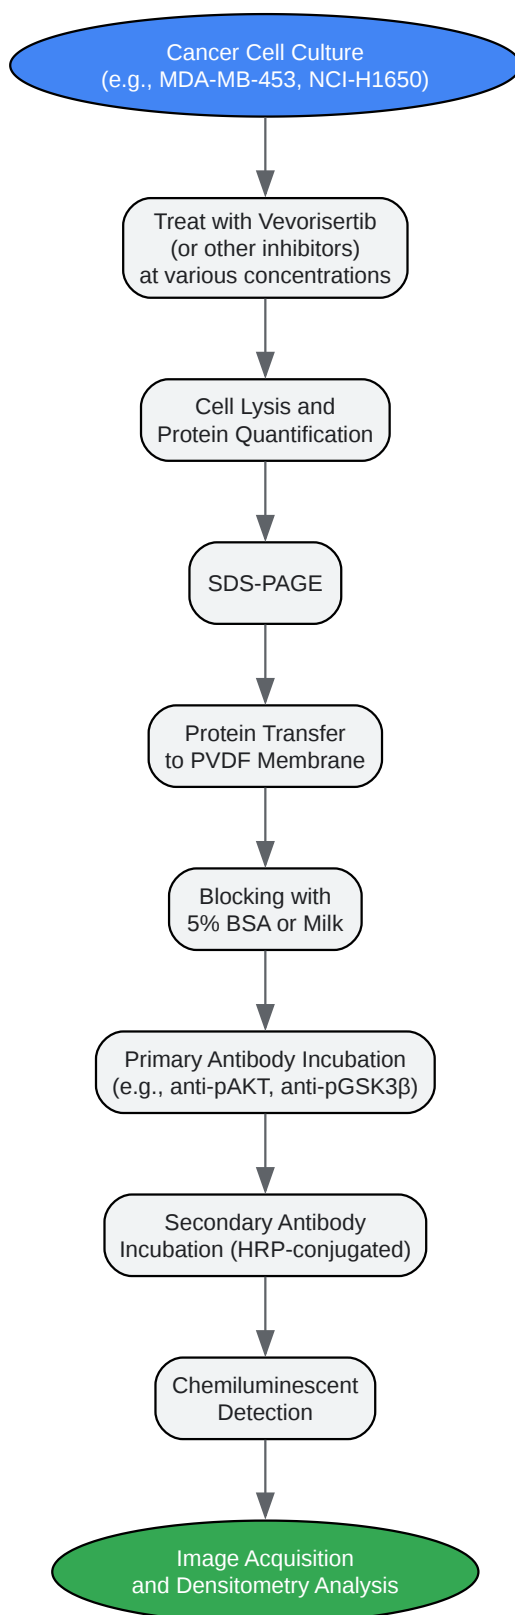 Cancer Cell Culture
(e.g., MDA-MB-453, NCI-H1650)
Treat with Vevorisertib
(or other inhibitors)
at various concentrations
Cell Lysis and
Protein Quantification
SDS-PAGE
Protein Transfer
to PVDF Membrane
Blocking with
5% BSA or Milk
Primary Antibody Incubation
(e.g., anti-pAKT, anti-pGSK3β)
Secondary Antibody
Incubation (HRP-conjugated)
Chemiluminescent
Detection
Image Acquisition
and Densitometry Analysis